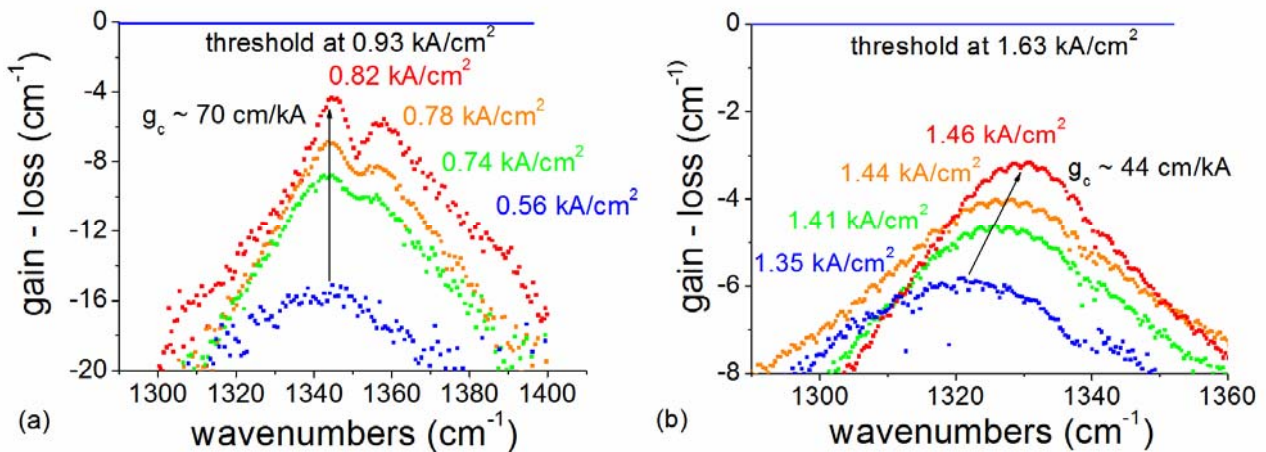 0
threshold at 0.93 kA/cm²
0.82 kA/cm²
-4
g_c ~ 70 cm/kA
0.78 kA/cm²
-8
0.74 kA/cm²
0.56 kA/cm²
-12
-16
-20
gain - loss (cm⁻¹)
1300 1320 1340 1360 1380 1400
(a)
wavenumbers (cm⁻¹)
0
threshold at 1.63 kA/cm²
-2
1.46 kA/cm²
1.44 kA/cm²
g_c ~ 44 cm/kA
-4
1.41 kA/cm²
1.35 kA/cm²
-6
-8
gain - loss (cm⁻¹)
1300 1320 1340 1360
(b)
wavenumbers (cm⁻¹)